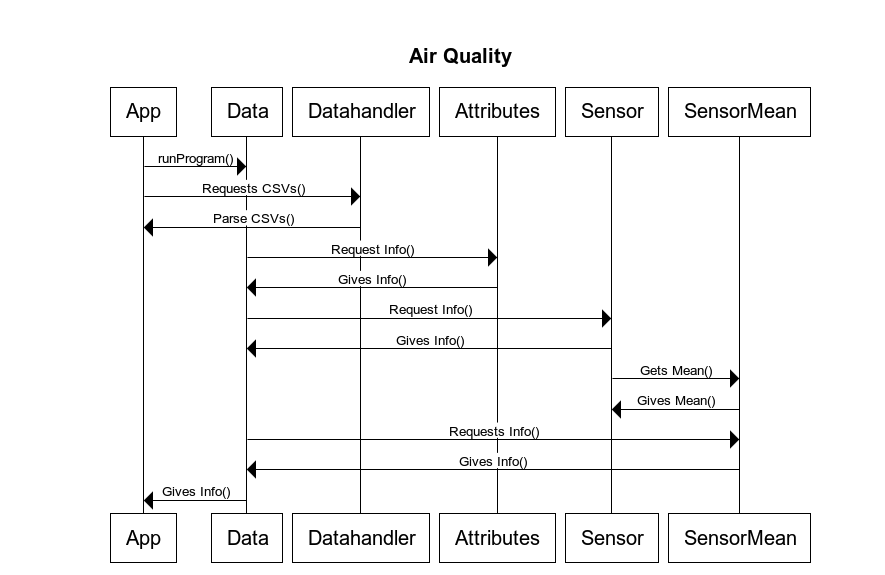 Air Quality
App Data Datahandler Attributes Sensor SensorMean
runProgram()
Requests CSVs()
Parse CSVs()
Request Info()
Gives Info()
Request Info()
Gives Info()
Gets Mean()
Gives Mean()
Requests Info()
Gives Info()
Gives Info()
App Data Datahandler Attributes Sensor SensorMean